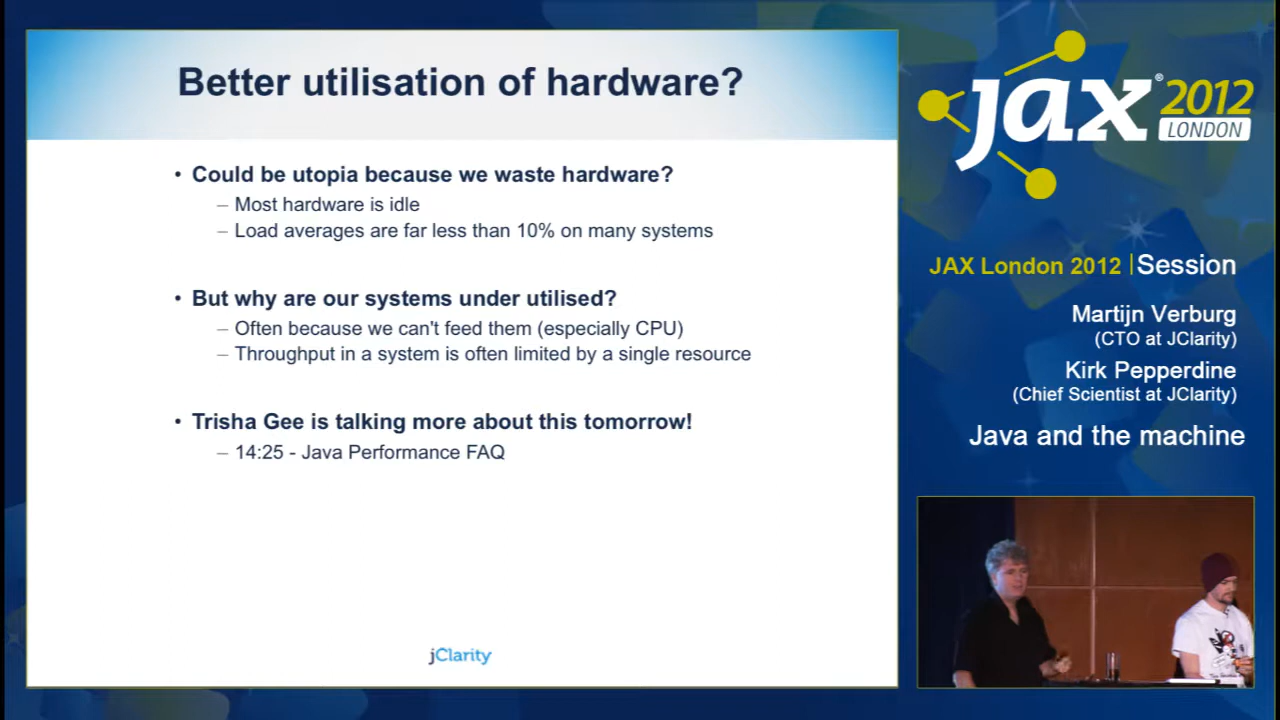 Better utilisation of hardware?
• Could be utopia because we waste hardware?
– Most hardware is idle
– Load averages are far less than 10% on many systems
• But why are our systems under utilised?
– Often because we can't feed them (especially CPU)
– Throughput in a system is often limited by a single resource
• Trisha Gee is talking more about this tomorrow!
– 14:25 - Java Performance FAQ
jClarity
jax® 2012
LONDON
JAX London 2012 | Session
Martijn Verburg
(CTO at JClarity)
Kirk Pepperdine
(Chief Scientist at JClarity)
Java and the machine